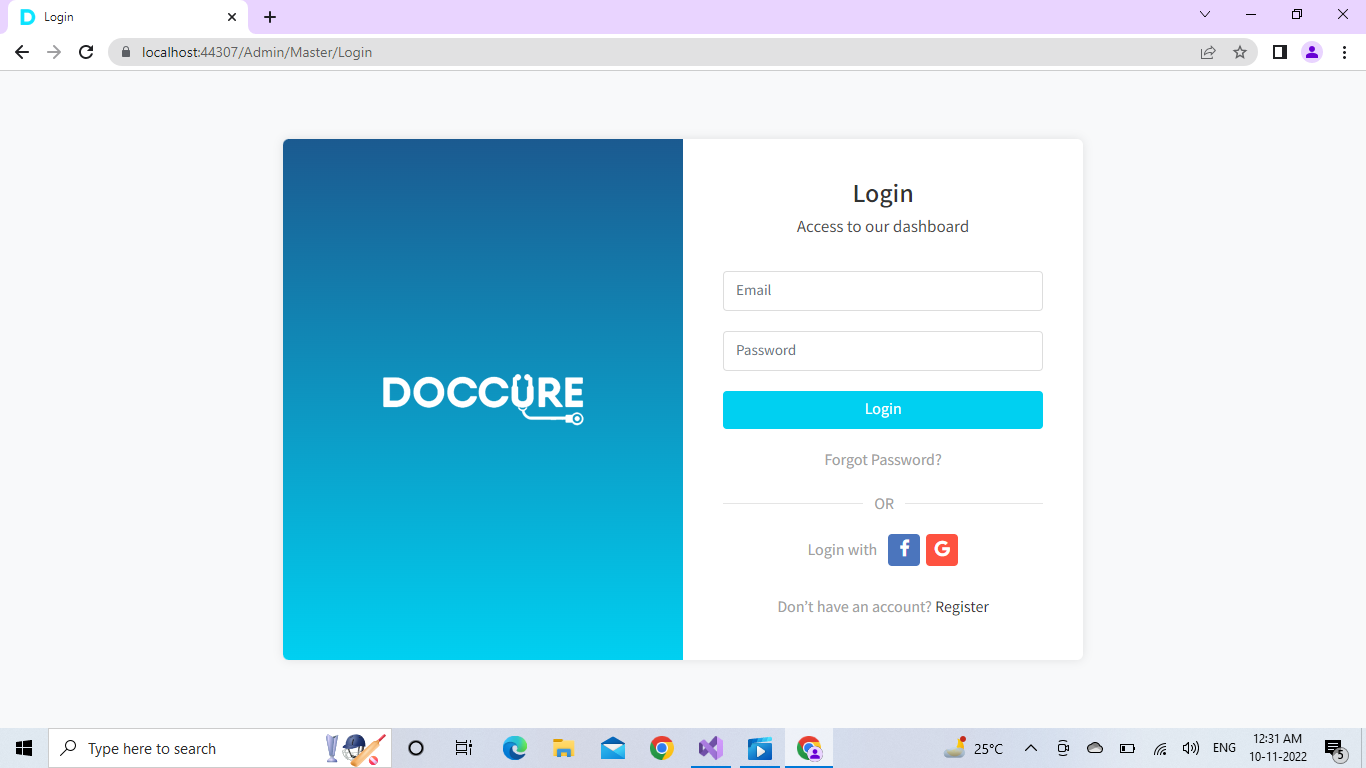 Login
localhost:44307/Admin/Master/Login
DOCCURE
Login
Access to our dashboard
Email
Password
Login
Forgot Password?
OR
Login with
Don't have an account? Register
Type here to search
25°C
ENG
12:31 AM
10-11-2022
5